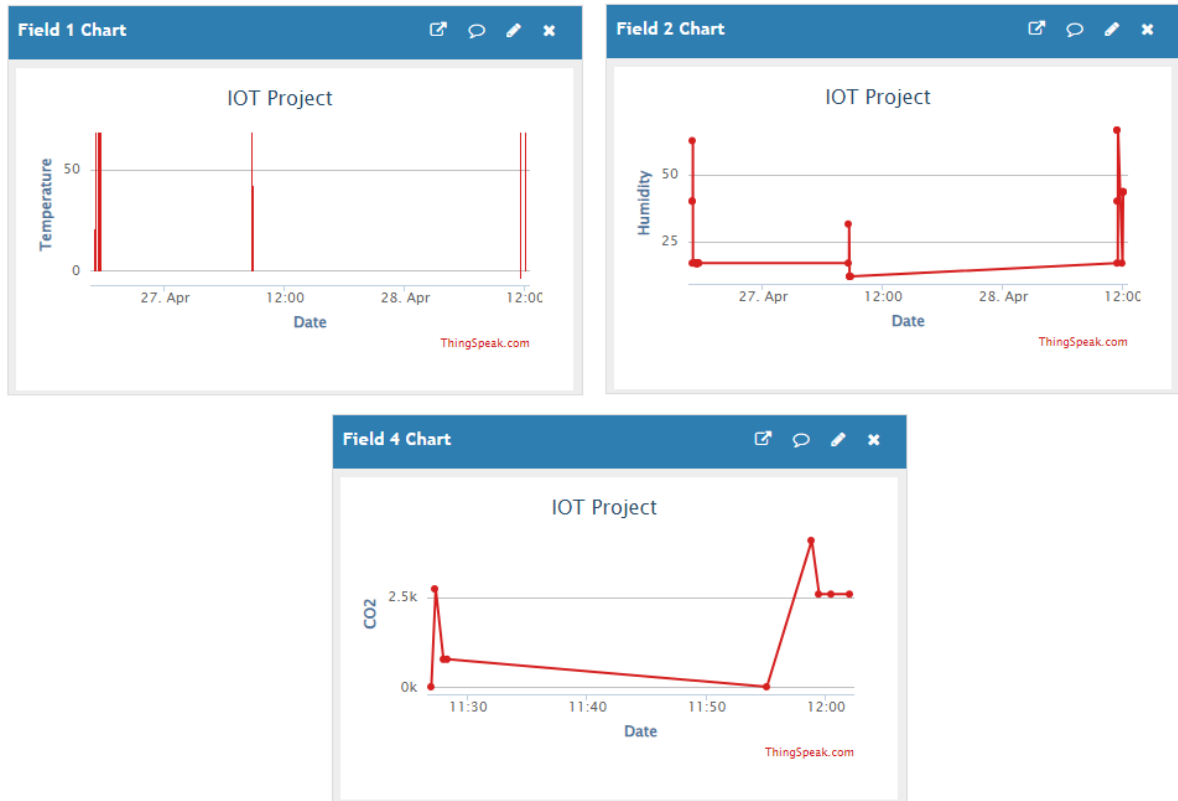 Field 1 Chart
IOT Project
Temperature
50
0
27. Apr
12:00
28. Apr
12:00
Date
ThingSpeak.com
Field 2 Chart
IOT Project
Humidity
50
25
27. Apr
12:00
28. Apr
12:00
Date
ThingSpeak.com
Field 4 Chart
IOT Project
CO2
2.5k
0k
11:30
11:40
11:50
12:00
Date
ThingSpeak.com